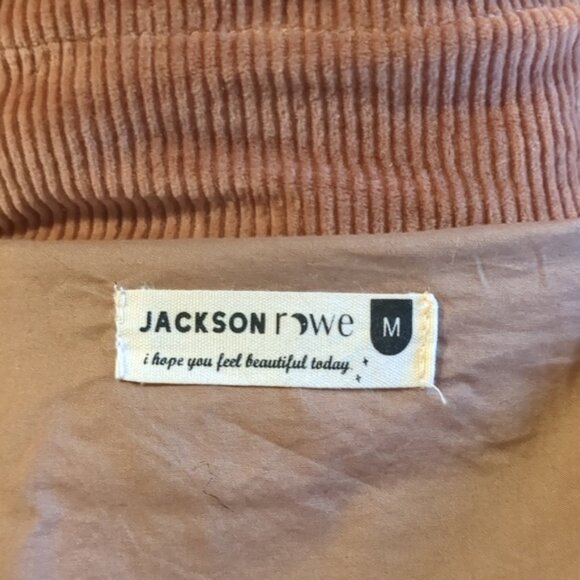 JACKSON rowe M
i hope you feel beautiful today.